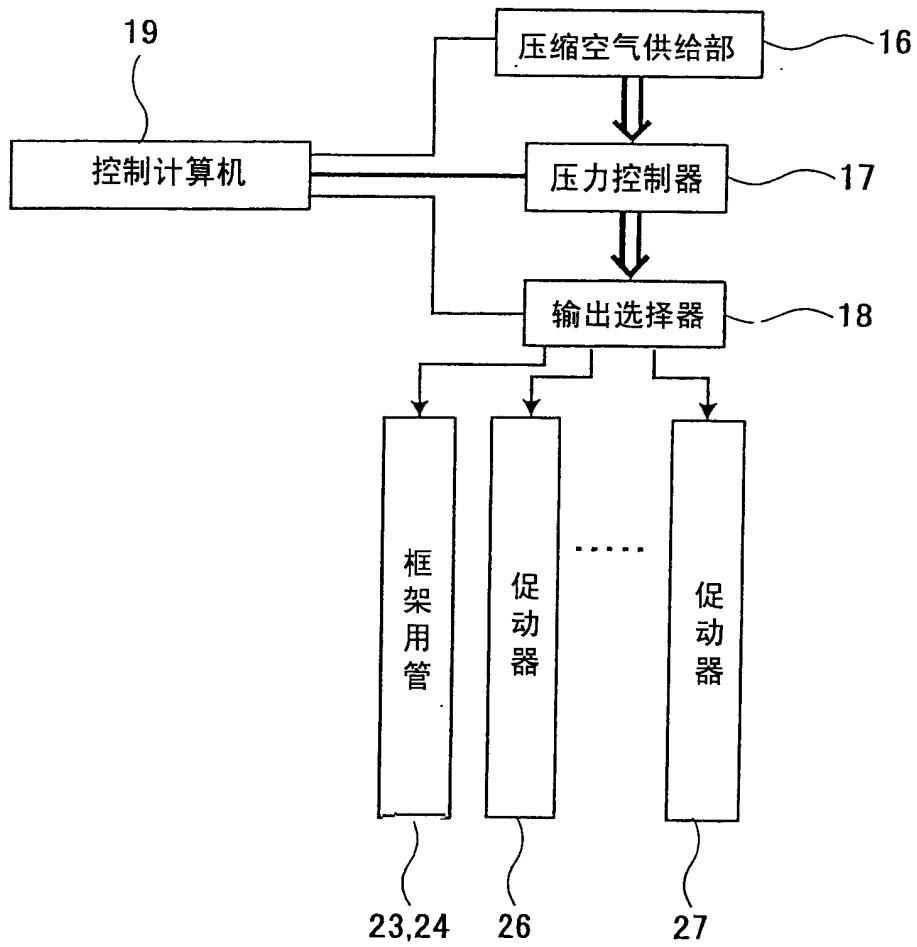 19
压缩空气供给部
16
控制计算机
压力控制器
17
输出选择器
18
框架用管
促动器
促动器
23,24
26
27